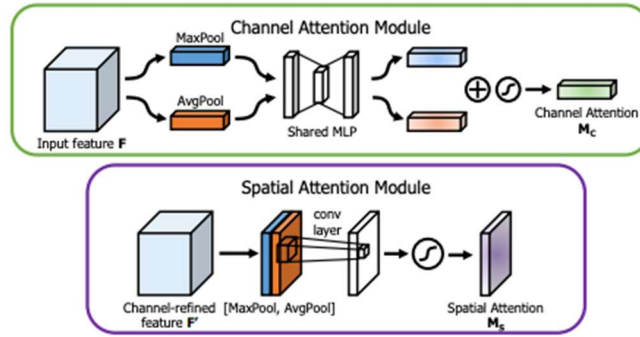 Channel Attention Module
MaxPool
AvgPool
Input feature F
Shared MLP
Channel Attention
Mc
Spatial Attention Module
conv
layer
Channel-refined
feature F'
[MaxPool, AvgPool]
Spatial Attention
Ms